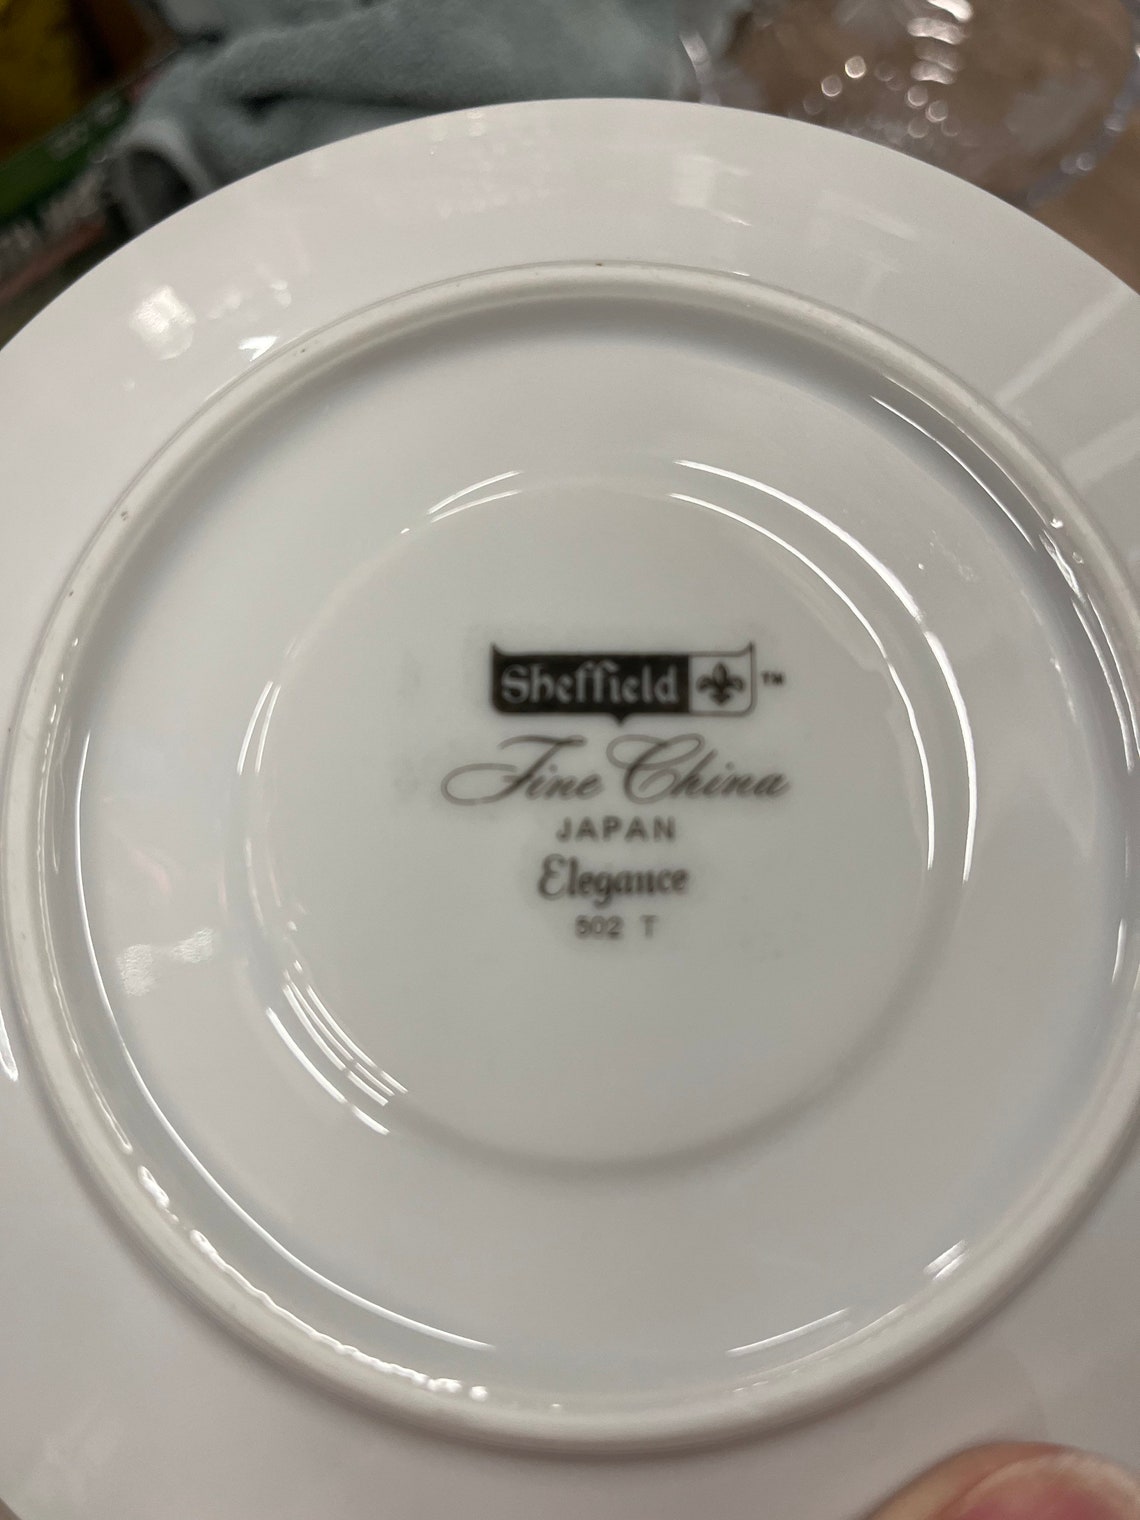 Sheffield ™
Fine China
JAPAN
Elegance
502 T